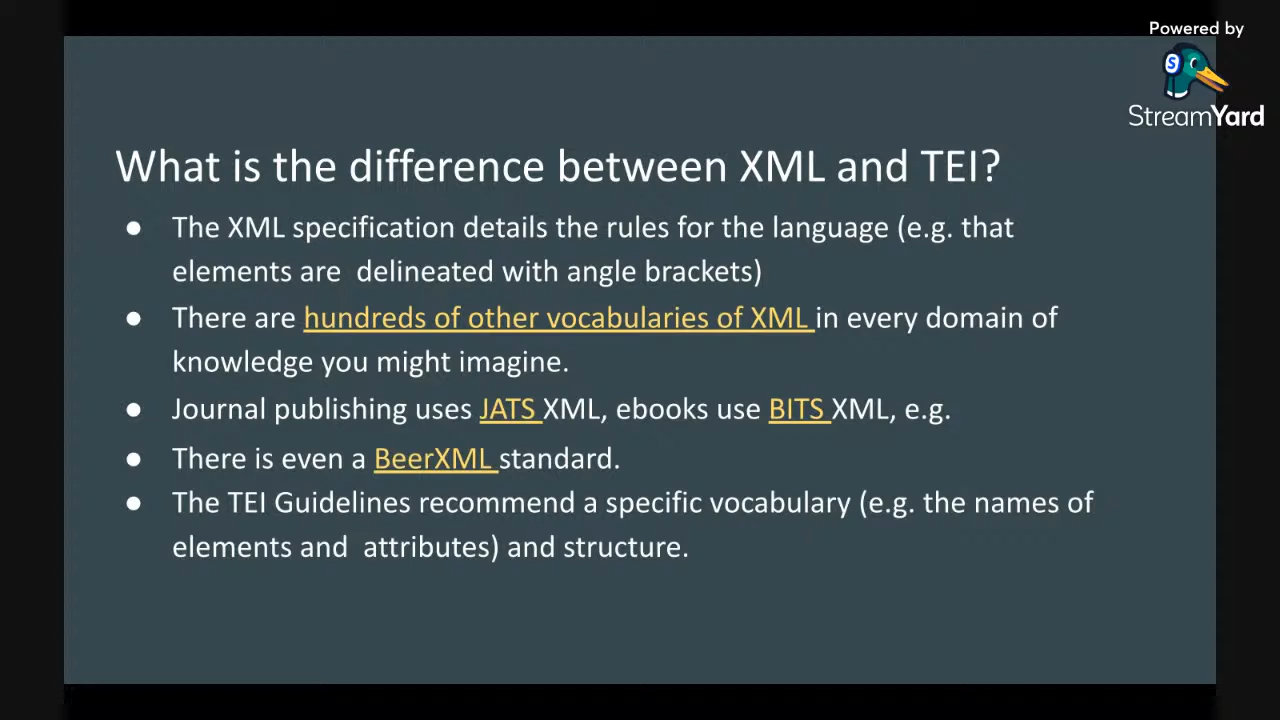 Powered by
StreamYard
What is the difference between XML and TEI?
● The XML specification details the rules for the language (e.g. that
elements are  delineated with angle brackets)
● There are hundreds of other vocabularies of XML in every domain of
knowledge you might imagine.
● Journal publishing uses JATS XML, ebooks use BITS XML, e.g.
● There is even a BeerXML standard.
● The TEI Guidelines recommend a specific vocabulary (e.g. the names of
elements and  attributes) and structure.